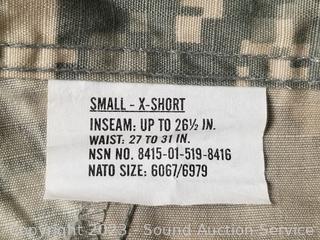 SMALL - X-SHORT
INSEAM: UP TO 26½ IN.
WAIST: 27 TO 31 IN.
NSN NO. 8415-01-519-8416
NATO SIZE: 6067/6979
Copyright 2023 - Sound Auction Service